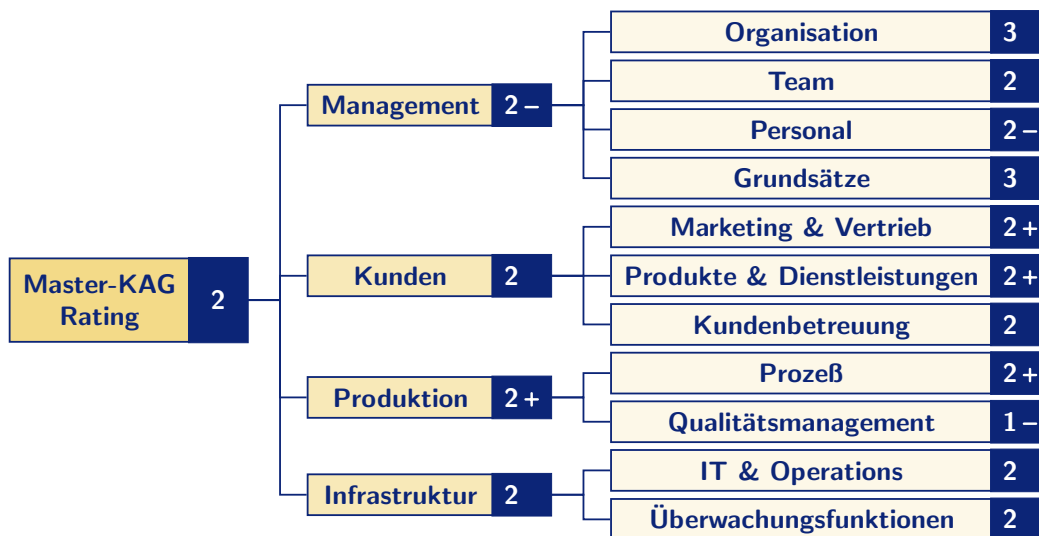 Organisation 3
Team 2
Management 2 –
Personal 2 –
Grundsätze 3
Marketing & Vertrieb 2 +
Master-KAG 2
Rating
Kunden 2
Produkte & Dienstleistungen 2 +
Kundenbetreuung 2
Prozeß 2 +
Produktion 2 +
Qualitätsmanagement 1 –
IT & Operations 2
Infrastruktur 2
Überwachungsfunktionen 2